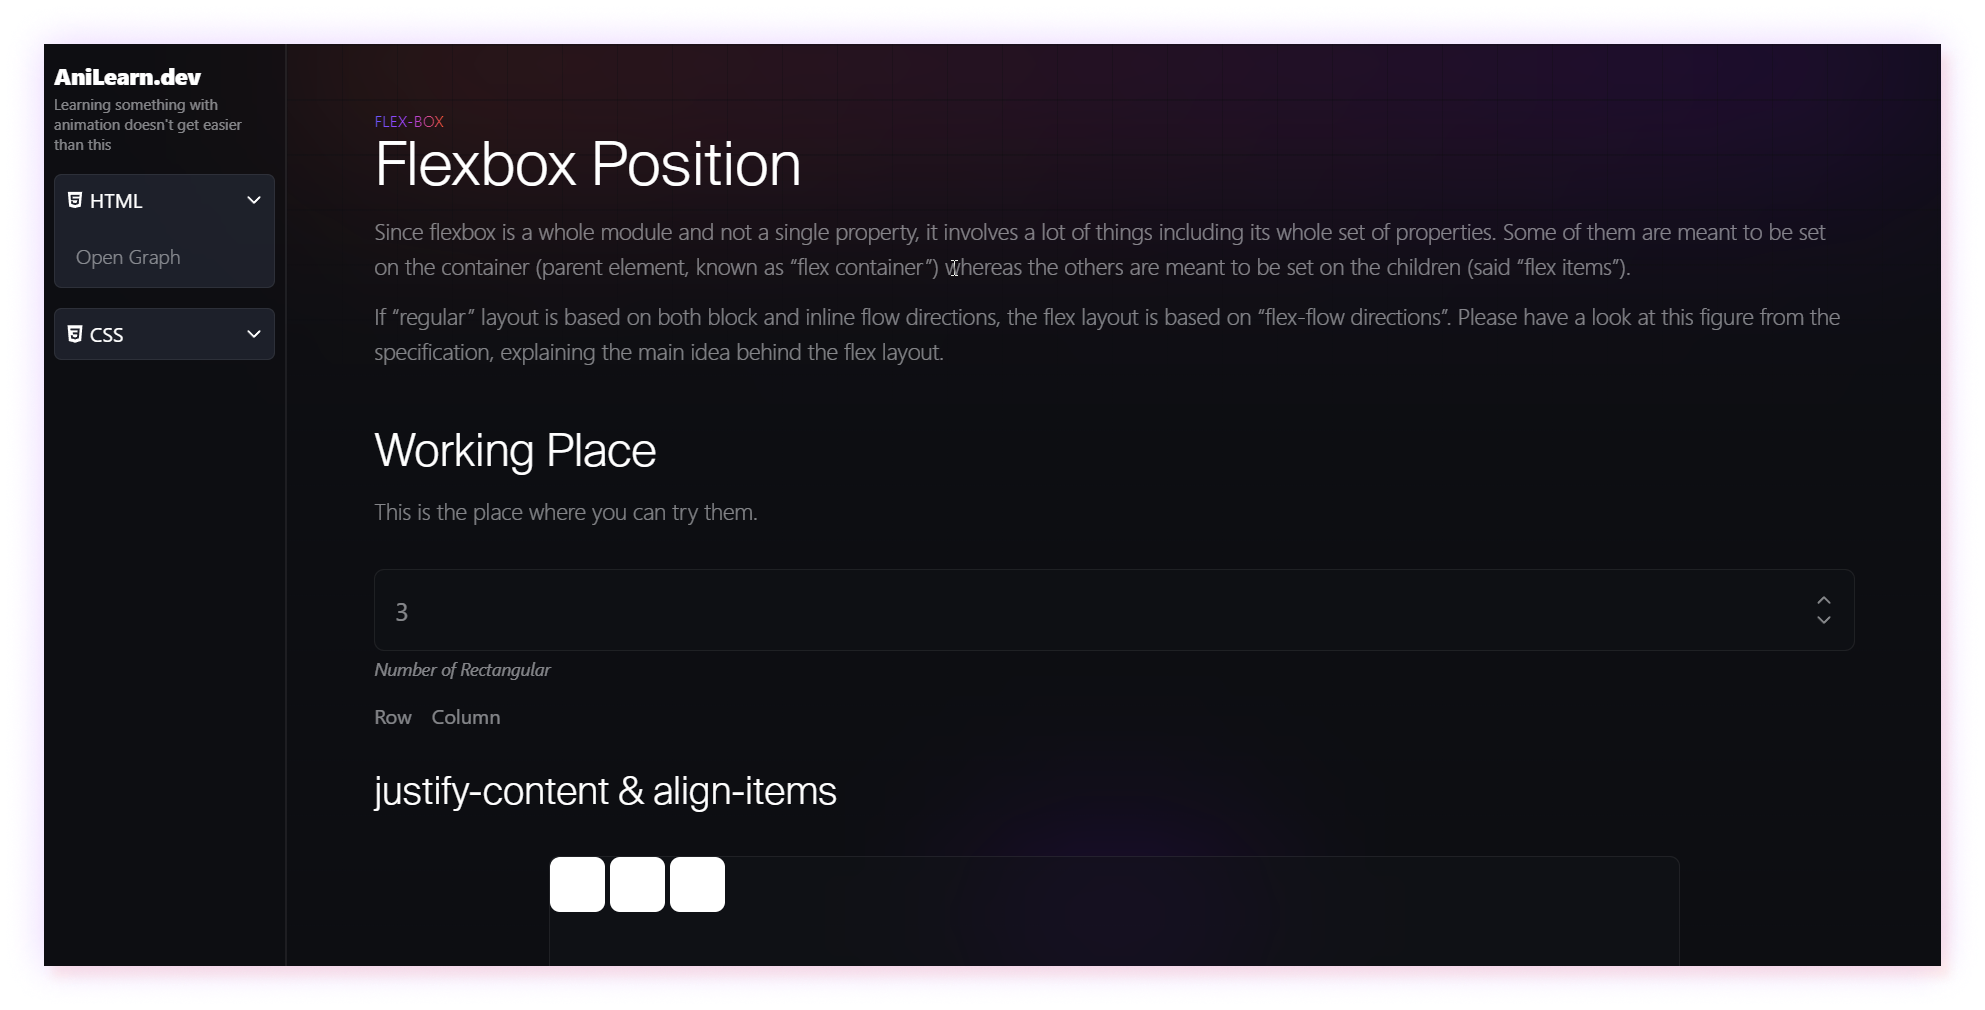 AniLearn.dev
Learning something with
animation doesn't get easier
than this
HTML
Open Graph
CSS
FLEX-BOX
Flexbox Position
Since flexbox is a whole module and not a single property, it involves a lot of things including its whole set of properties. Some of them are meant to be set
on the container (parent element, known as “flex container”) whereas the others are meant to be set on the children (said “flex items”).
If “regular” layout is based on both block and inline flow directions, the flex layout is based on “flex-flow directions”. Please have a look at this figure from the
specification, explaining the main idea behind the flex layout.
Working Place
This is the place where you can try them.
3
Number of Rectangular
Row Column
justify-content & align-items